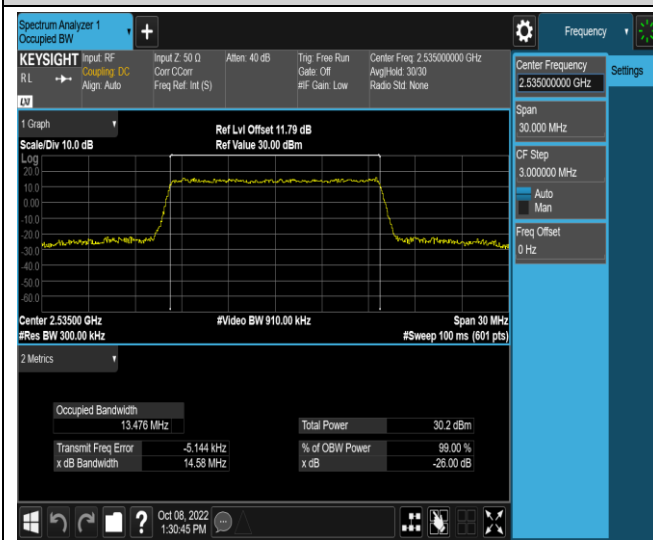 Spectrum Analyzer 1
Occupied BW
+
Frequency
KEYSIGHT
RL
LXI
Input: RF
Coupling: DC
Align: Auto
Input Z: 50 Ω
Corr CCorr
Freq Ref: Int (S)
Atten: 40 dB
Trig: Free Run
Gate: Off
#IF Gain: Low
Center Freq: 2.535000000 GHz
Avg|Hold: 30/30
Radio Std: None
Center Frequency
2.535000000 GHz
Settings
Span
30.000 MHz
CF Step
3.000000 MHz
Auto
Man
Freq Offset
0 Hz
1 Graph
Scale/Div 10.0 dB
Ref Lvl Offset 11.79 dB
Ref Value 30.00 dBm
Log
20.0
10.0
0.00
-10.0
-20.0
-30.0
-40.0
-50.0
-60.0
Center 2.53500 GHz
#Res BW 300.00 kHz
#Video BW 910.00 kHz
Span 30 MHz
#Sweep 100 ms (601 pts)
2 Metrics
Occupied Bandwidth
13.476 MHz
Total Power 30.2 dBm
Transmit Freq Error -5.144 kHz
% of OBW Power 99.00 %
x dB Bandwidth 14.58 MHz
x dB -26.00 dB
?
Oct 08, 2022
1:30:45 PM